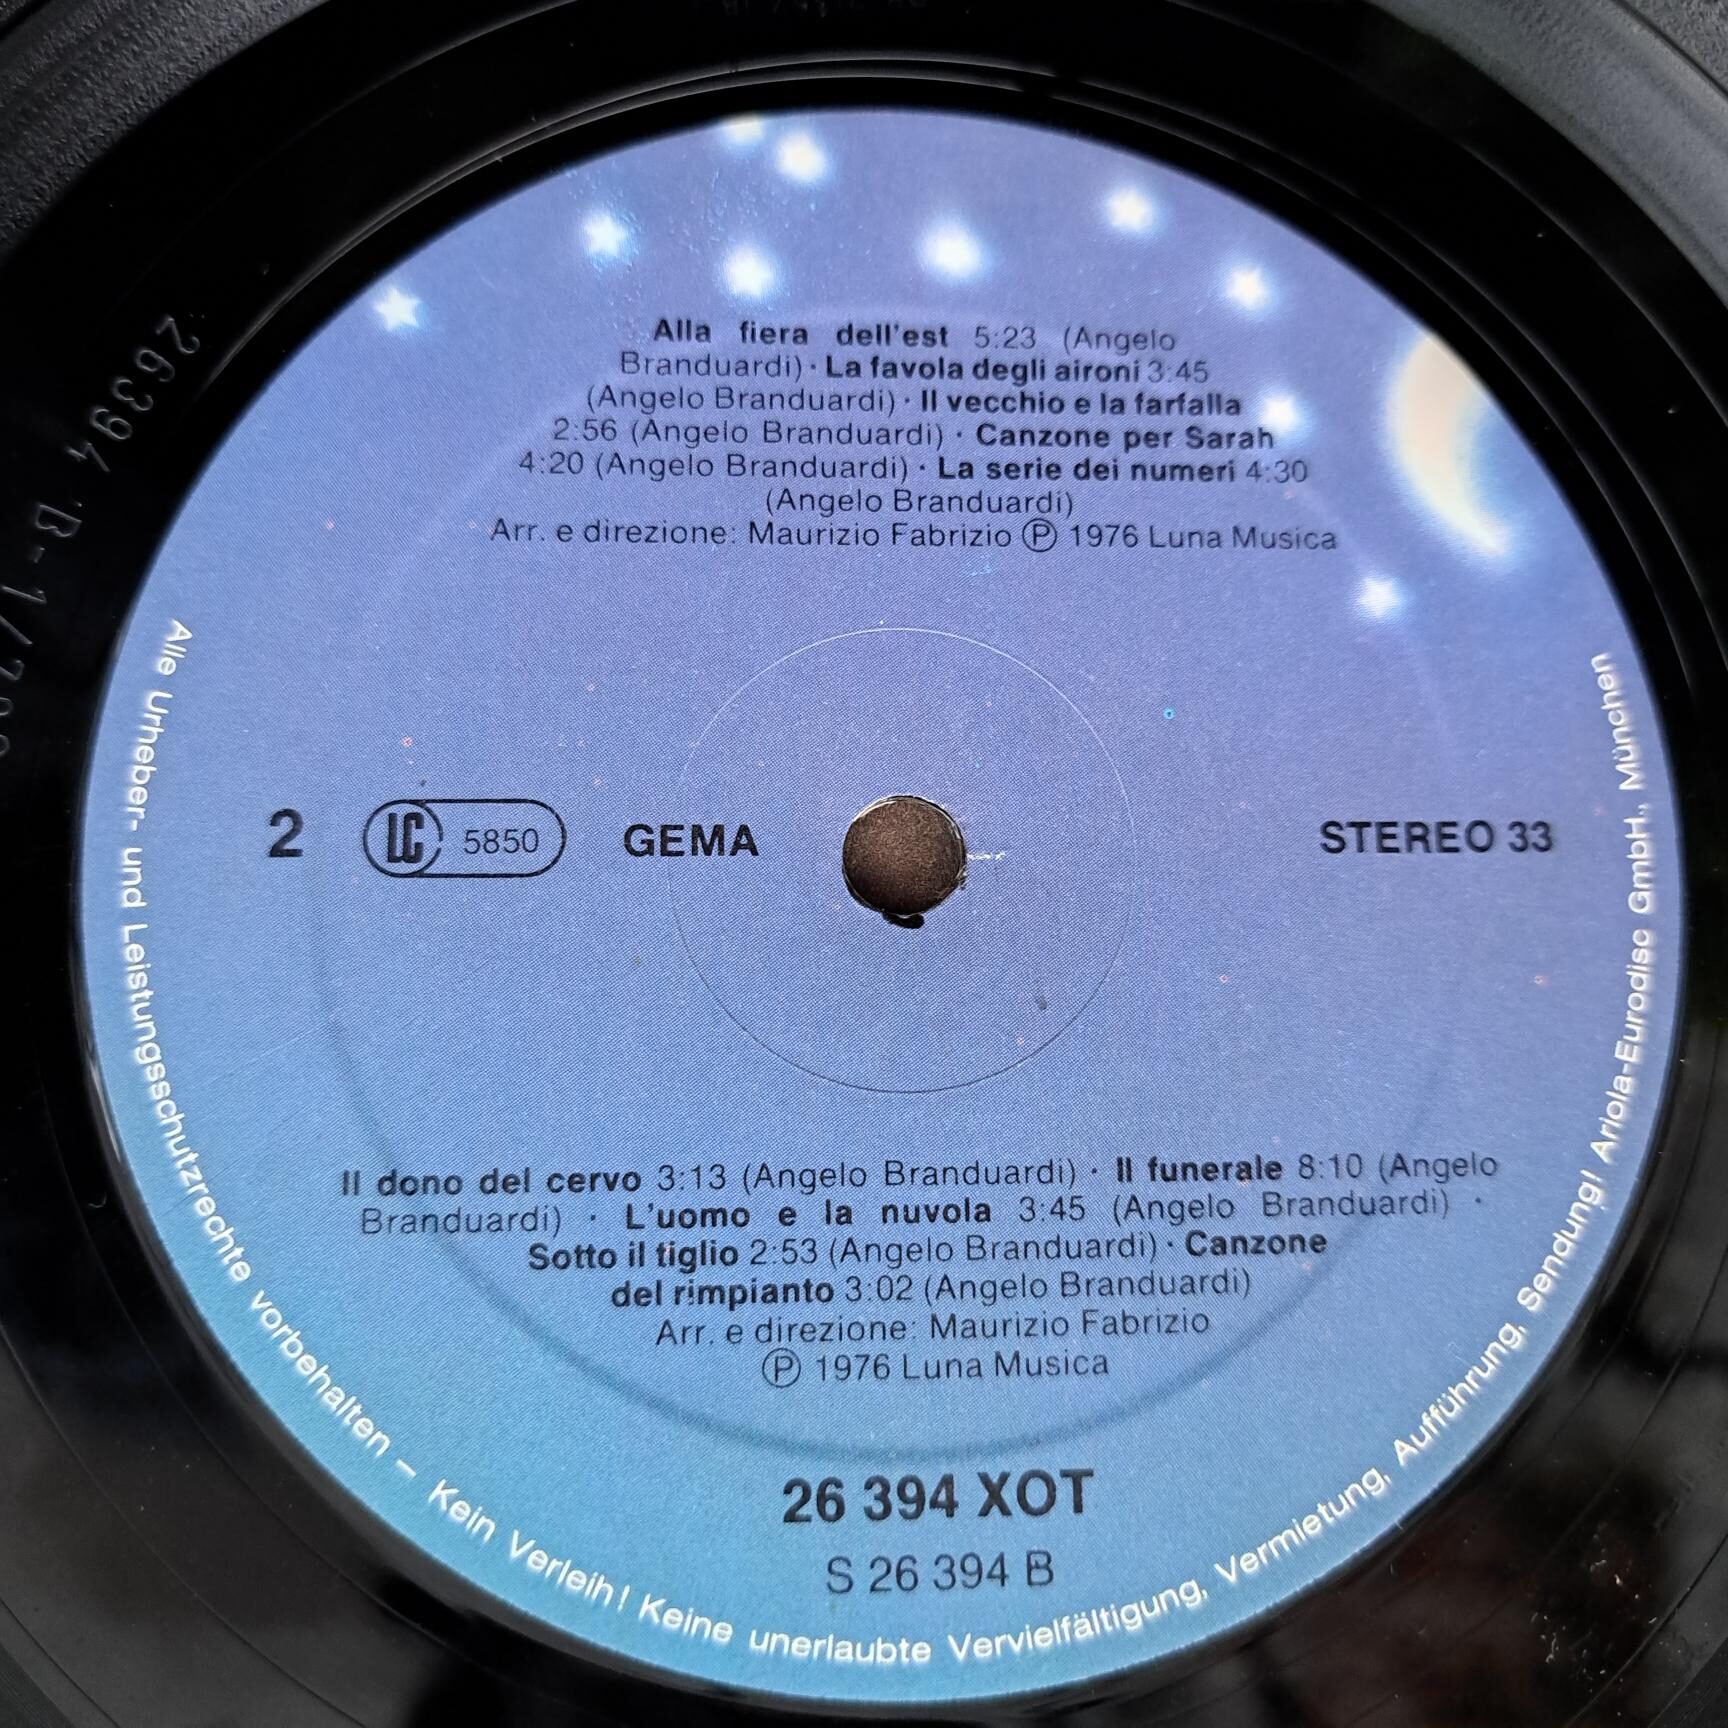 Alla fiera dell'est 5:23 (Angelo
Branduardi) · La favola degli aironi 3:45
(Angelo Branduardi) · Il vecchio e la farfalla
2:56 (Angelo Branduardi) · Canzone per Sarah
4:20 (Angelo Branduardi) · La serie dei numeri 4:30
(Angelo Branduardi)
Arr. e direzione: Maurizio Fabrizio Ⓟ 1976 Luna Musica
2 LC 5850 GEMA STEREO 33
Il dono del cervo 3:13 (Angelo Branduardi) · Il funerale 8:10 (Angelo
Branduardi) · L'uomo e la nuvola 3:45 (Angelo Branduardi) ·
Sotto il tiglio 2:53 (Angelo Branduardi) · Canzone
del rimpianto 3:02 (Angelo Branduardi)
Arr. e direzione: Maurizio Fabrizio
Ⓟ 1976 Luna Musica
26 394 XOT
S 26 394 B
Alle Urheber- und Leistungsschutzrechte vorbehalten – Kein Verleih! Keine unerlaubte Vervielfältigung, Vermietung, Aufführung, Sendung! Ariola-Eurodisc GmbH., München
26394 B-1/